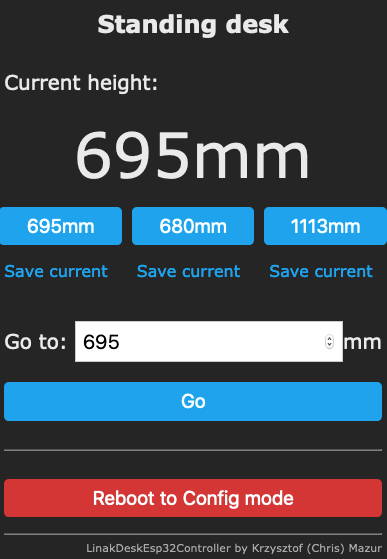 Standing desk
Current height:
695mm
695mm 680mm 1113mm
Save current Save current Save current
Go to: 695 mm
Go
Reboot to Config mode
LinakDeskEsp32Controller by Krzysztof (Chris) Mazur